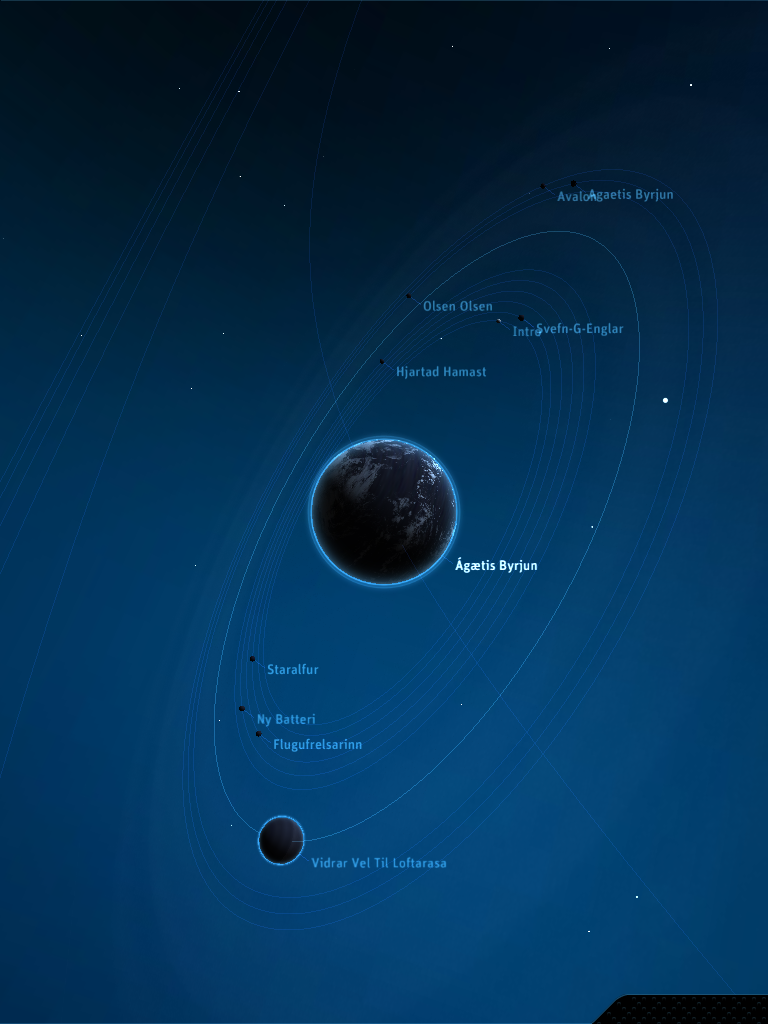 Avalon
Agaetis Byrjun
Olsen Olsen
Intro
Svefn-G-Englar
Hjartad Hamast
Ágætis Byrjun
Staralfur
Ny Batteri
Flugufrelsarinn
Vidrar Vel Til Loftarasa